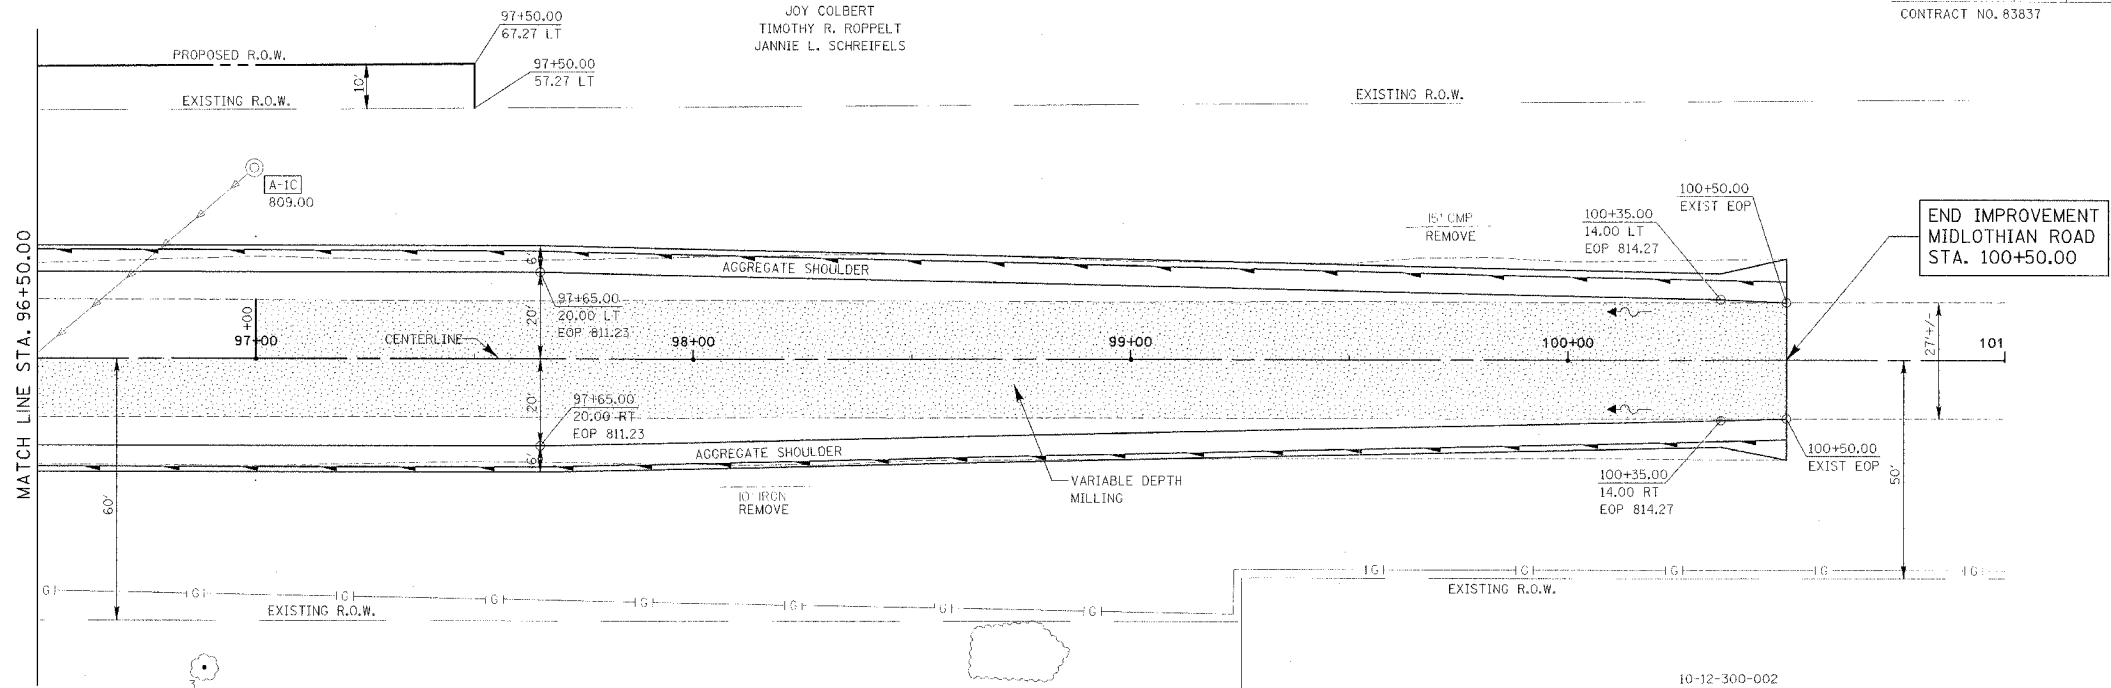 CONTRACT NO. 83837
JOY COLBERT
TIMOTHY R. ROPPELT
JANNIE L. SCHREIFELS
97+50.00
67.27 LT
97+50.00
57.27 LT
PROPOSED R.O.W.
10'
EXISTING R.O.W.
EXISTING R.O.W.
A-1C
809.00
100+50.00
EXIST EOP
100+35.00
14.00 LT
EOP 814.27
15" CMP
REMOVE
END IMPROVEMENT
MIDLOTHIAN ROAD
STA. 100+50.00
MATCH LINE STA. 96+50.00
6'
AGGREGATE SHOULDER
97+65.00
20.00 LT
EOP 811.23
20'
+00
97+00
CENTERLINE
98+00
99+00
100+00
101
27'+/-
20'
97+65.00
20.00 RT
EOP 811.23
6'
AGGREGATE SHOULDER
100+50.00
EXIST EOP
100+35.00
14.00 RT
EOP 814.27
VARIABLE DEPTH
MILLING
10" IRON
REMOVE
60'
50'
G G G G G G G G
G G G G G
EXISTING R.O.W.
EXISTING R.O.W.
3
10-12-300-002